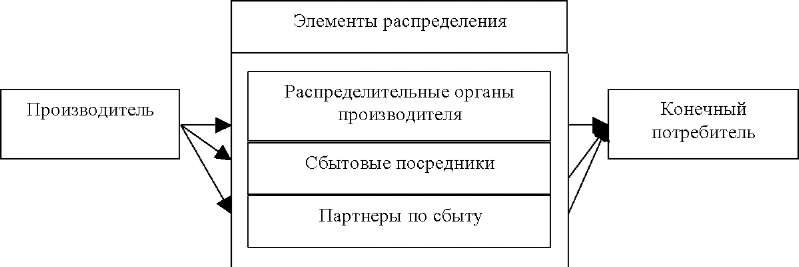 Элементы распределения
Производитель
Распределительные органы
производителя
Сбытовые посредники
Партнеры по сбыту
Конечный
потребитель